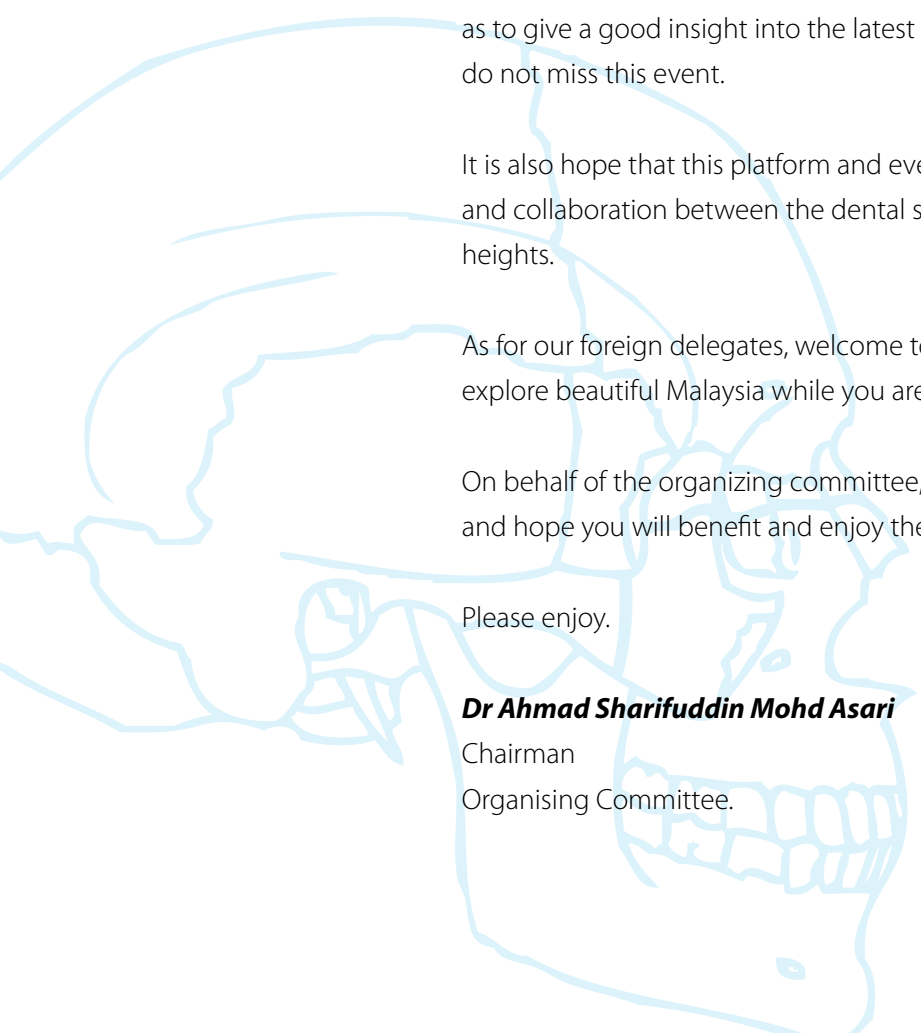 as to give a good insight into the latest
do not miss this event.
It is also hope that this platform and eve
and collaboration between the dental s
heights.
As for our foreign delegates, welcome to
explore beautiful Malaysia while you are
On behalf of the organizing committee,
and hope you will benefit and enjoy the
Please enjoy.
Dr Ahmad Sharifuddin Mohd Asari
Chairman
Organising Committee.